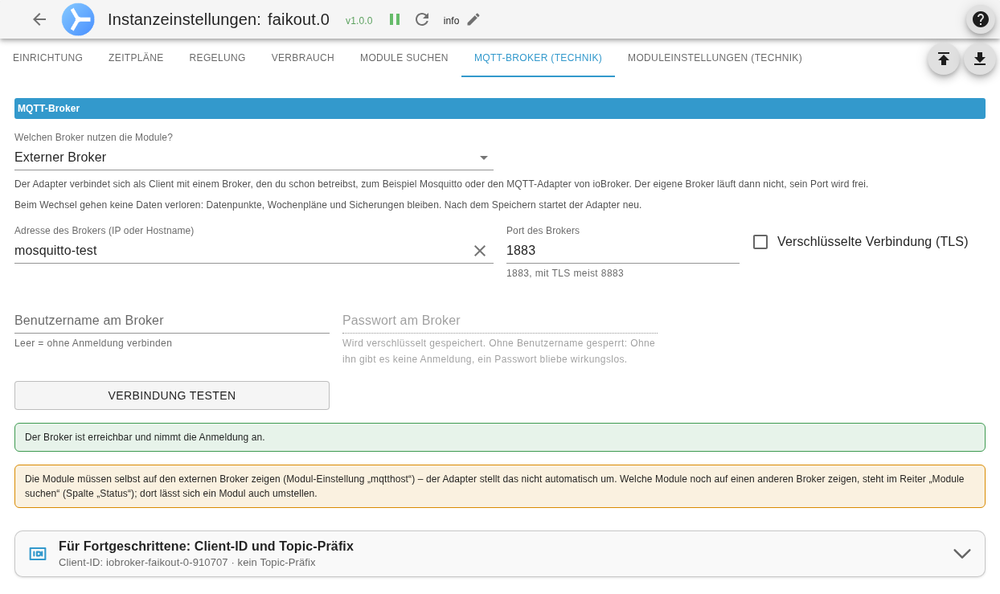 Instanzeinstellungen: faikout.0 v1.0.0 info
EINRICHTUNG ZEITPLÄNE REGELUNG VERBRAUCH MODULE SUCHEN MQTT-BROKER (TECHNIK) MODULEINSTELLUNGEN (TECHNIK)
MQTT-Broker
Welchen Broker nutzen die Module?
Externer Broker
Der Adapter verbindet sich als Client mit einem Broker, den du schon betreibst, zum Beispiel Mosquitto oder den MQTT-Adapter von ioBroker. Der eigene Broker läuft dann nicht, sein Port wird frei.
Beim Wechsel gehen keine Daten verloren: Datenpunkte, Wochenpläne und Sicherungen bleiben. Nach dem Speichern startet der Adapter neu.
Adresse des Brokers (IP oder Hostname)
mosquitto-test
Port des Brokers
1883
1883, mit TLS meist 8883
Verschlüsselte Verbindung (TLS)
Benutzername am Broker
Leer = ohne Anmeldung verbinden
Passwort am Broker
Wird verschlüsselt gespeichert. Ohne Benutzername gesperrt: Ohne
ihn gibt es keine Anmeldung, ein Passwort bliebe wirkungslos.
VERBINDUNG TESTEN
Der Broker ist erreichbar und nimmt die Anmeldung an.
Die Module müssen selbst auf den externen Broker zeigen (Modul-Einstellung „mqtthost“) – der Adapter stellt das nicht automatisch um. Welche Module noch auf einen anderen Broker zeigen, steht im Reiter „Module
suchen“ (Spalte „Status“); dort lässt sich ein Modul auch umstellen.
Für Fortgeschrittene: Client-ID und Topic-Präfix
Client-ID: iobroker-faikout-0-910707 · kein Topic-Präfix